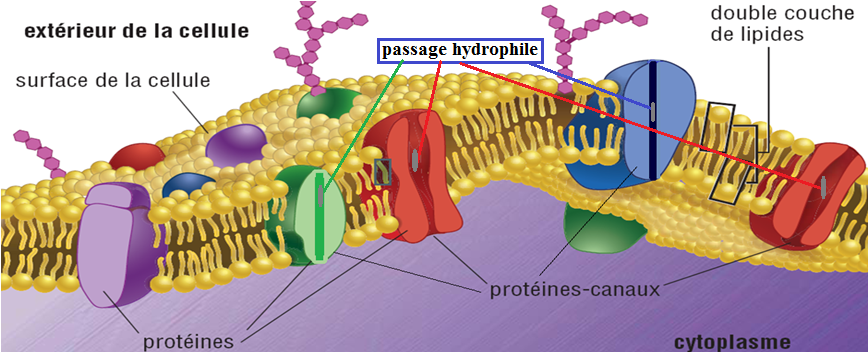 extérieur de la cellule
passage hydrophile
double couche
de lipides
surface de la cellule
protéines-canaux
protéines
cytoplasme